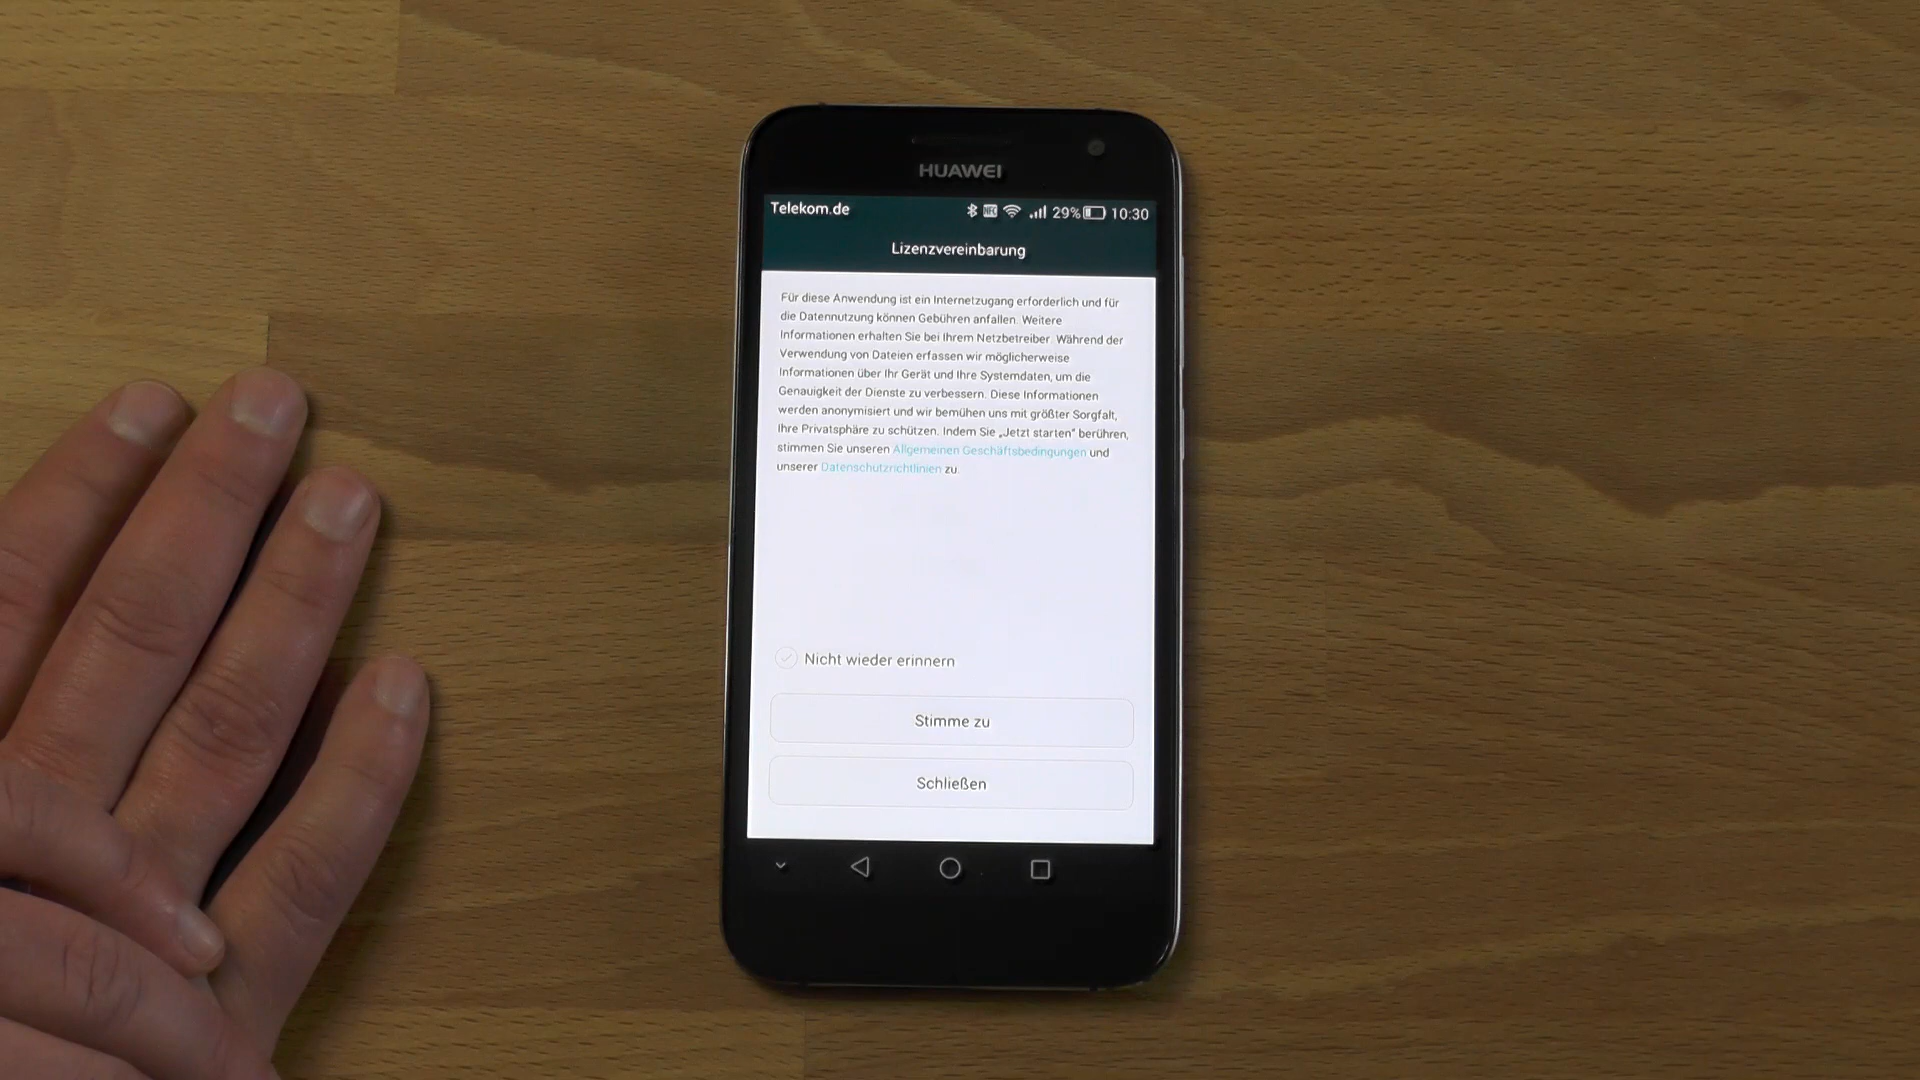 HUAWEI
Telekom.de NFC 29% 10:30
Lizenzvereinbarung
Für diese Anwendung ist ein Internetzugang erforderlich und für
die Datennutzung können Gebühren anfallen. Weitere
Informationen erhalten Sie bei Ihrem Netzbetreiber. Während der
Verwendung von Dateien erfassen wir möglicherweise
Informationen über Ihr Gerät und Ihre Systemdaten, um die
Genauigkeit der Dienste zu verbessern. Diese Informationen
werden anonymisiert und wir bemühen uns mit größter Sorgfalt,
Ihre Privatsphäre zu schützen. Indem Sie „Jetzt starten" berühren,
stimmen Sie unseren Allgemeinen Geschäftsbedingungen und
unserer Datenschutzrichtlinien zu.
Nicht wieder erinnern
Stimme zu
Schließen